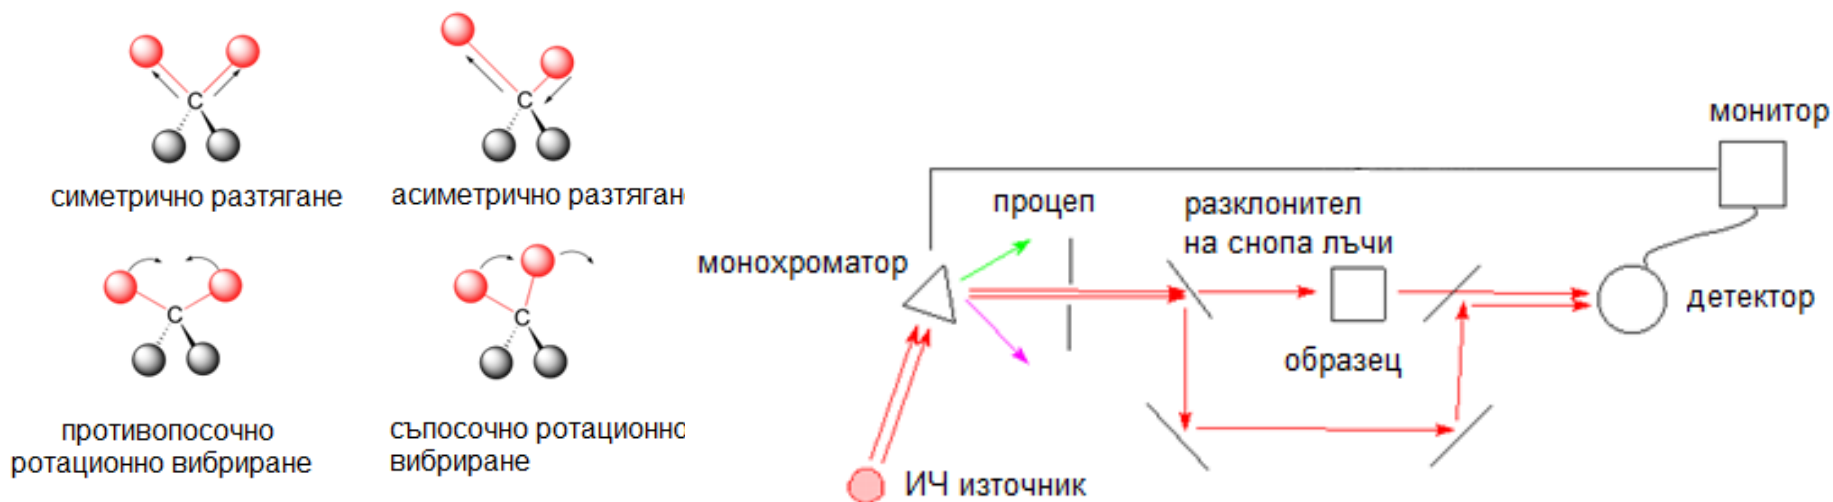 C
C
симетрично разтягане
асиметрично разтяган
C
C
противопосочно
ротационно вибриране
съпосочно ротационно
вибриране
монитор
процеп
разклонител
на снопа лъчи
монохроматор
детектор
образец
ИЧ източник